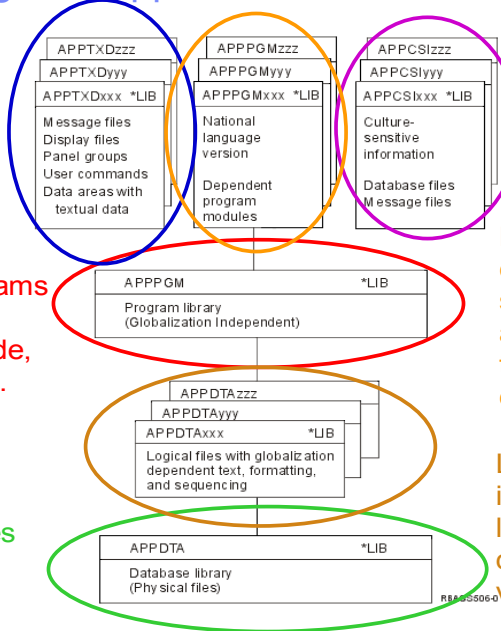 APPTXDzzz
APPTXDyyy
APPTXDxxx *LIB
Message files
Display files
Panel groups
User commands
Data areas with
textual data
APPPGMzzz
APPPGMyyy
APPPGMxxx *LIB
National
language
version
Dependent
program
modules
APPCSIzzz
APPCSIyyy
APPCSIxxx *LIB
Culture-
sensitive
information
Database files
Message files
APPPGM *LIB
Program library
(Globalization Independent)
APPDTAzzz
APPDTAyyy
APPDTAxxx *LIB
Logical files with globalization
dependent text, formatting,
and sequencing
APPDTA *LIB
Database library
(Physical files)